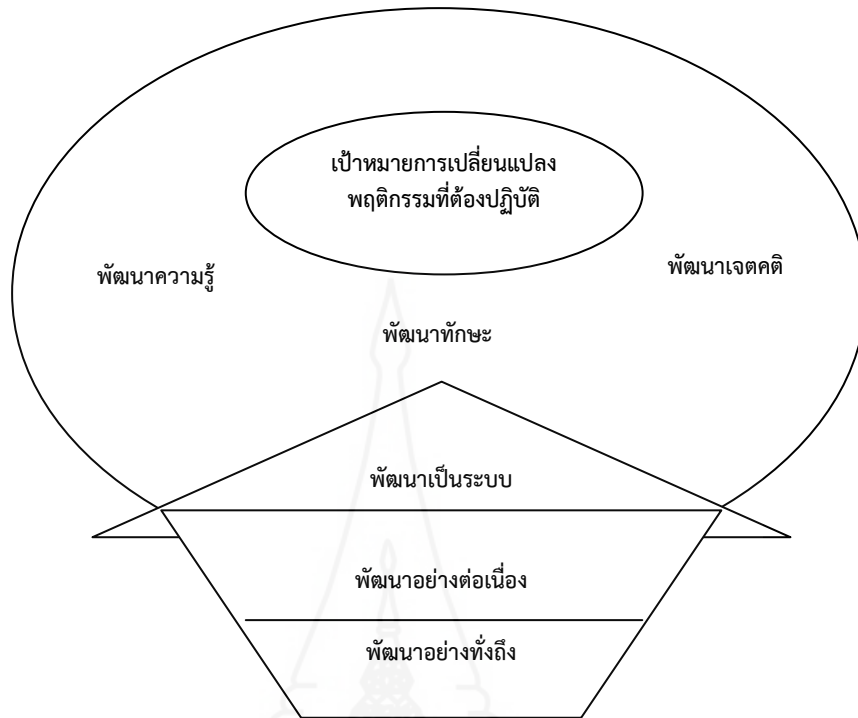 เป้าหมายการเปลี่ยนแปลง
พฤติกรรมที่ต้องปฏิบัติ
พัฒนาความรู้
พัฒนาเจตคติ
พัฒนาทักษะ
พัฒนาเป็นระบบ
พัฒนาอย่างต่อเนื่อง
พัฒนาอย่างทั่งถึง